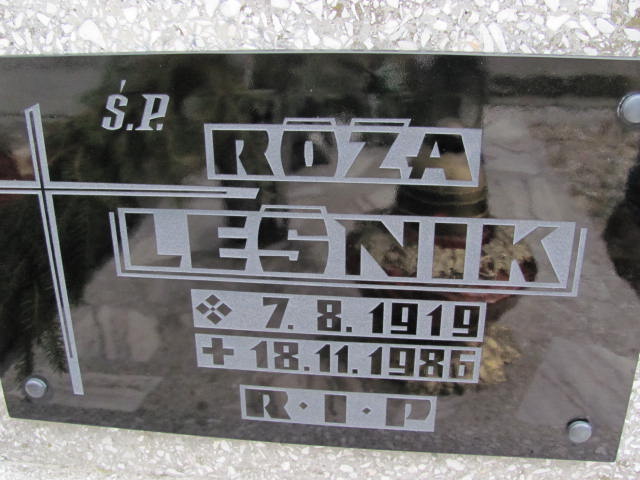 Ś.P.
RÓŻA
LEŚNIK
7. 8. 1919
18.11.1986
R·I·P